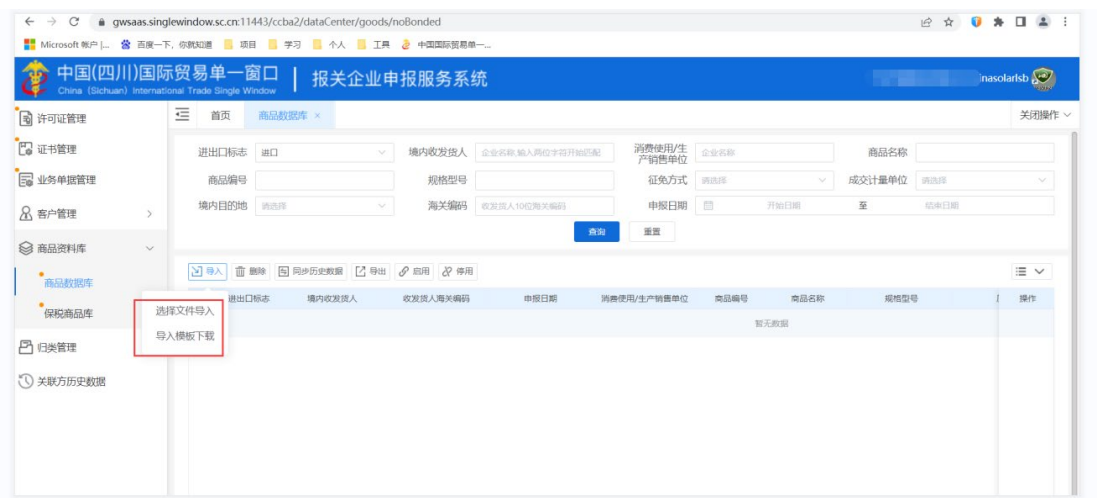 gwsaas.singlewindow.sc.cn:11443/ccba2/dataCenter/goods/noBonded
Microsoft 帐户 |... 百度一下，你就知道 项目 学习 个人 工具 中国国际贸易单一...
中国(四川)国际贸易单一窗口 | 报关企业申报服务系统
China (Sichuan) International Trade Single Window
nasolarlsb
许可证管理
首页 商品数据库 ×
关闭操作
证书管理
业务单据管理
客户管理
商品资料库
商品数据库
保税商品库
归类管理
关联方历史数据
进出口标志 进口 境内收发货人 企业名称,输入两位字符开始匹配 消费使用/生产销售单位 企业名称 商品名称
商品编号 规格型号 征免方式 请选择 成交计量单位 请选择
境内目的地 请选择 海关编码 收发货人10位海关编码 申报日期 开始日期 至 结束日期
查询 重置
导入 删除 同步历史数据 导出 启用 停用
进出口标志 境内收发货人 收发货人海关编码 申报日期 消费使用/生产销售单位 商品编号 商品名称 规格型号 操作
暂无数据
选择文件导入
导入模板下载